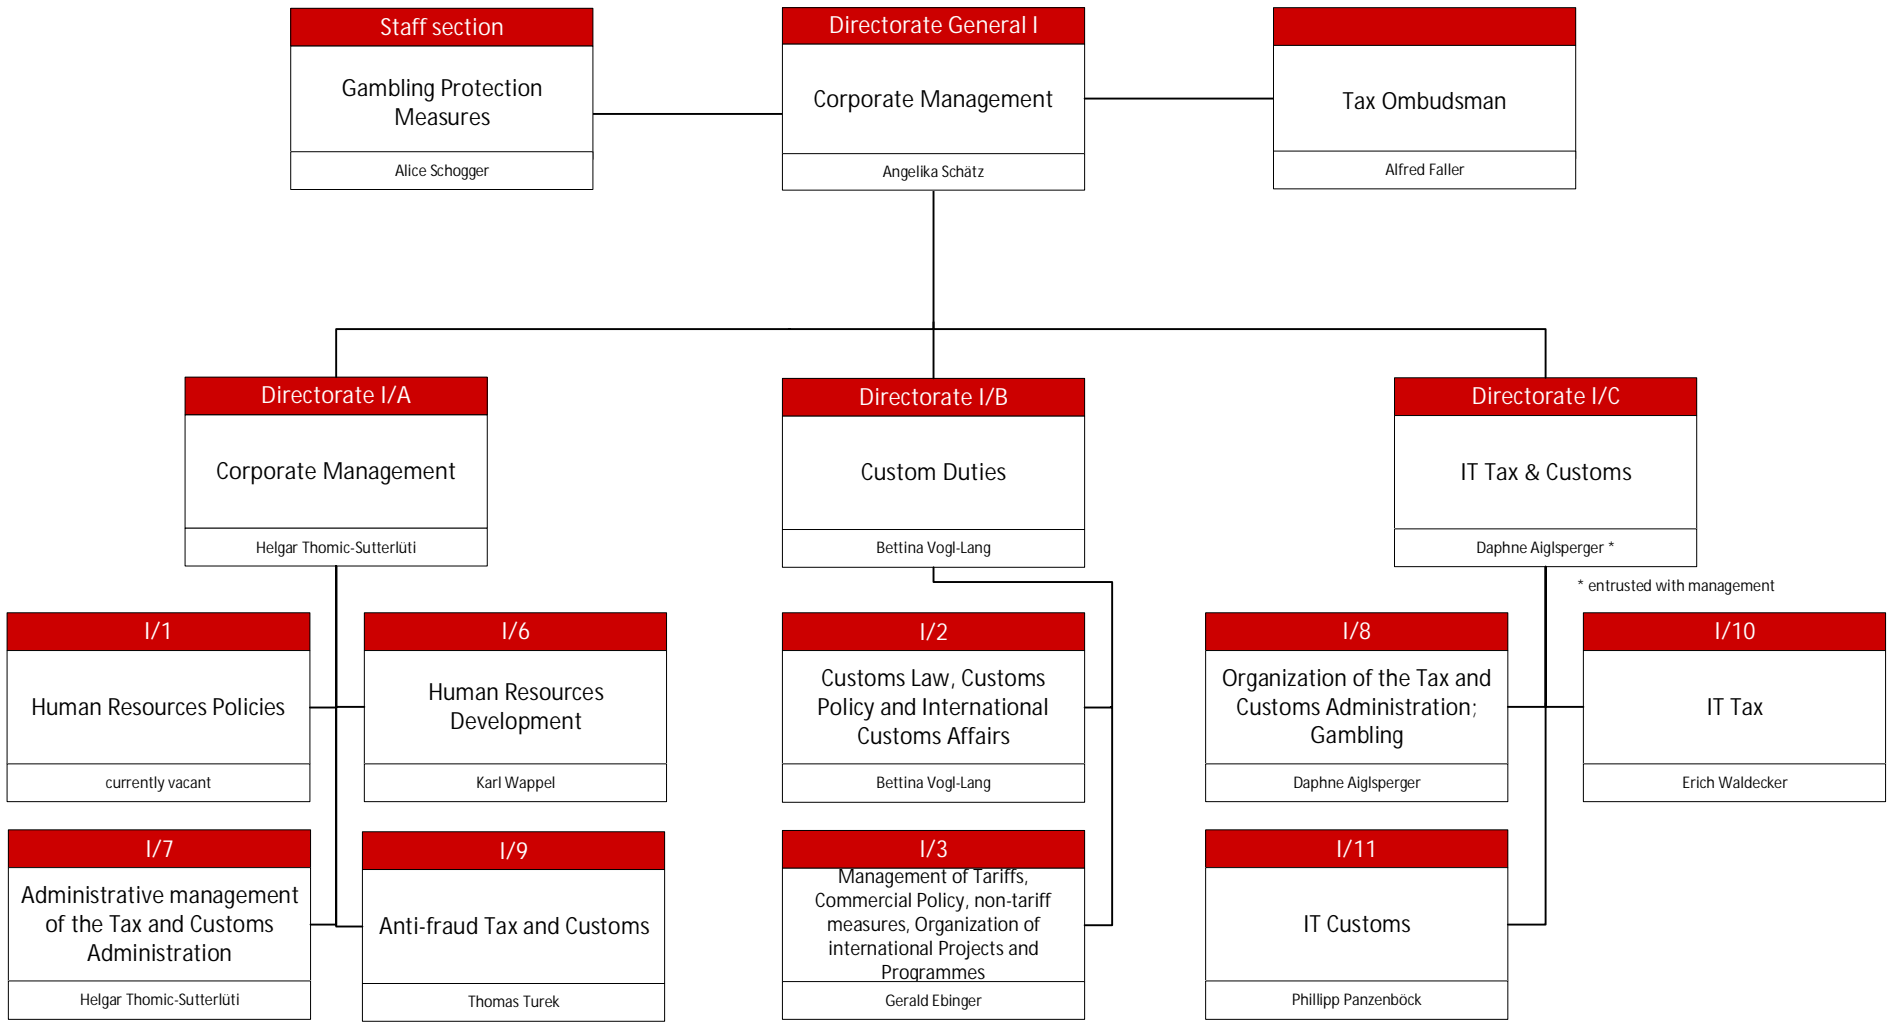 Staff section
Gambling Protection
Measures
Alice Schogger
Directorate General I
Corporate Management
Angelika Schätz
Tax Ombudsman
Alfred Faller
Directorate I/A
Corporate Management
Helgar Thomic-Sutterlüti
Directorate I/B
Custom Duties
Bettina Vogl-Lang
Directorate I/C
IT Tax & Customs
Daphne Aiglsperger *
* entrusted with management
I/1
Human Resources Policies
currently vacant
I/6
Human Resources
Development
Karl Wappel
I/2
Customs Law, Customs
Policy and International
Customs Affairs
Bettina Vogl-Lang
I/8
Organization of the Tax and
Customs Administration;
Gambling
Daphne Aiglsperger
I/10
IT Tax
Erich Waldecker
I/7
Administrative management
of the Tax and Customs
Administration
Helgar Thomic-Sutterlüti
I/9
Anti-fraud Tax and Customs
Thomas Turek
I/3
Management of Tariffs,
Commercial Policy, non-tariff
measures, Organization of
international Projects and
Programmes
Gerald Ebinger
I/11
IT Customs
Phillipp Panzenböck